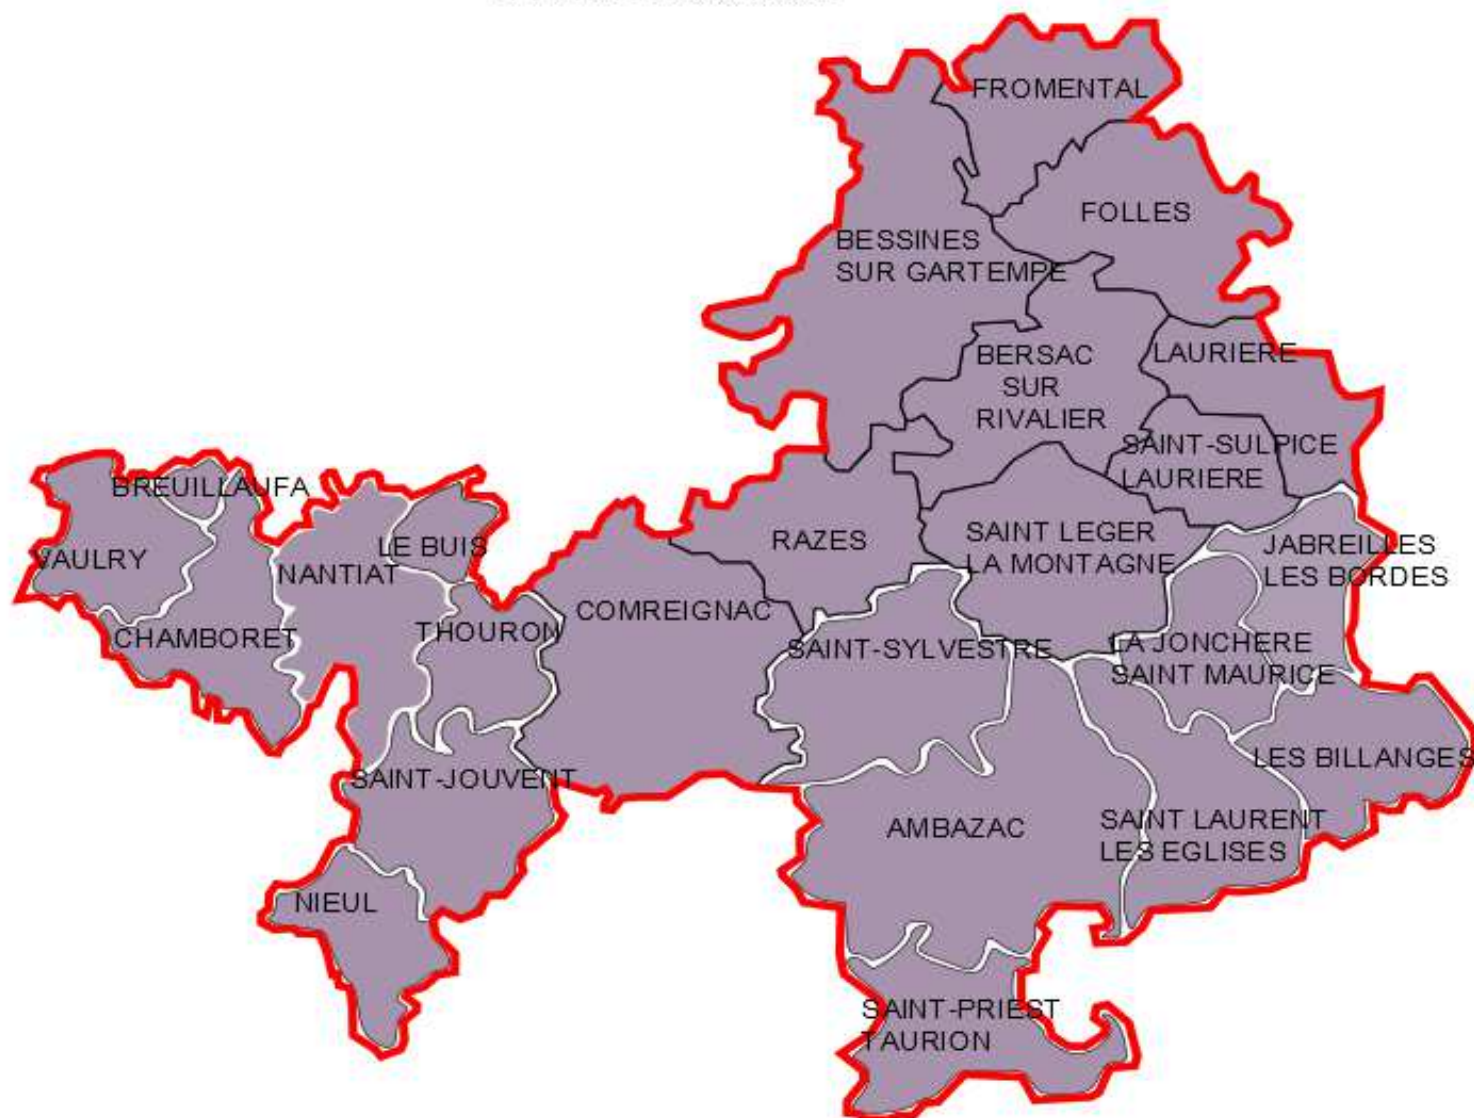 FROMENTAL
FOLLES
BESSINES
SUR GARTEMPE
BERSAC
SUR
RIVALIER
LAURIERE
SAINT-SULPICE
LAURIERE
BREUILLAUFA
VAULRY
NANTIAT
LE BUIS
RAZES
SAINT LEGER
LA MONTAGNE
JABREILLES
LES BORDES
CHAMBORET
THOURON
COMREIGNAC
SAINT-SYLVESTRE
LA JONCHERE
SAINT MAURICE
SAINT-JOUVENT
LES BILLANGES
AMBAZAC
SAINT LAURENT
LES EGLISES
NIEUL
SAINT-PRIEST
TAURION